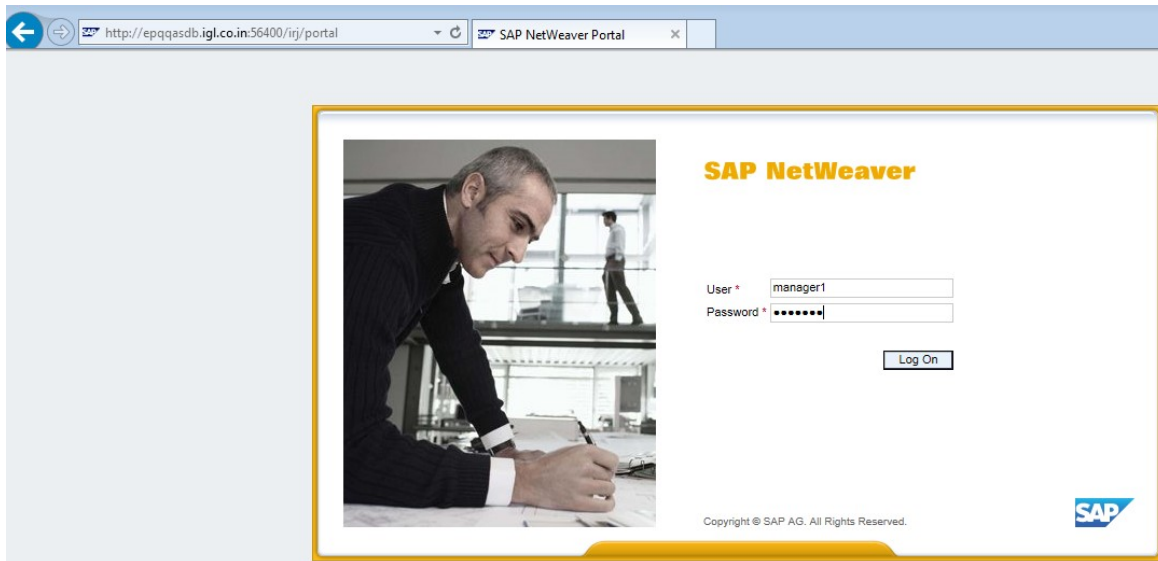 http://epqqasdb.igl.co.in:56400/irj/portal
SAP NetWeaver Portal
SAP NetWeaver
User * manager1
Password * •••••••
Log On
Copyright © SAP AG. All Rights Reserved.
SAP